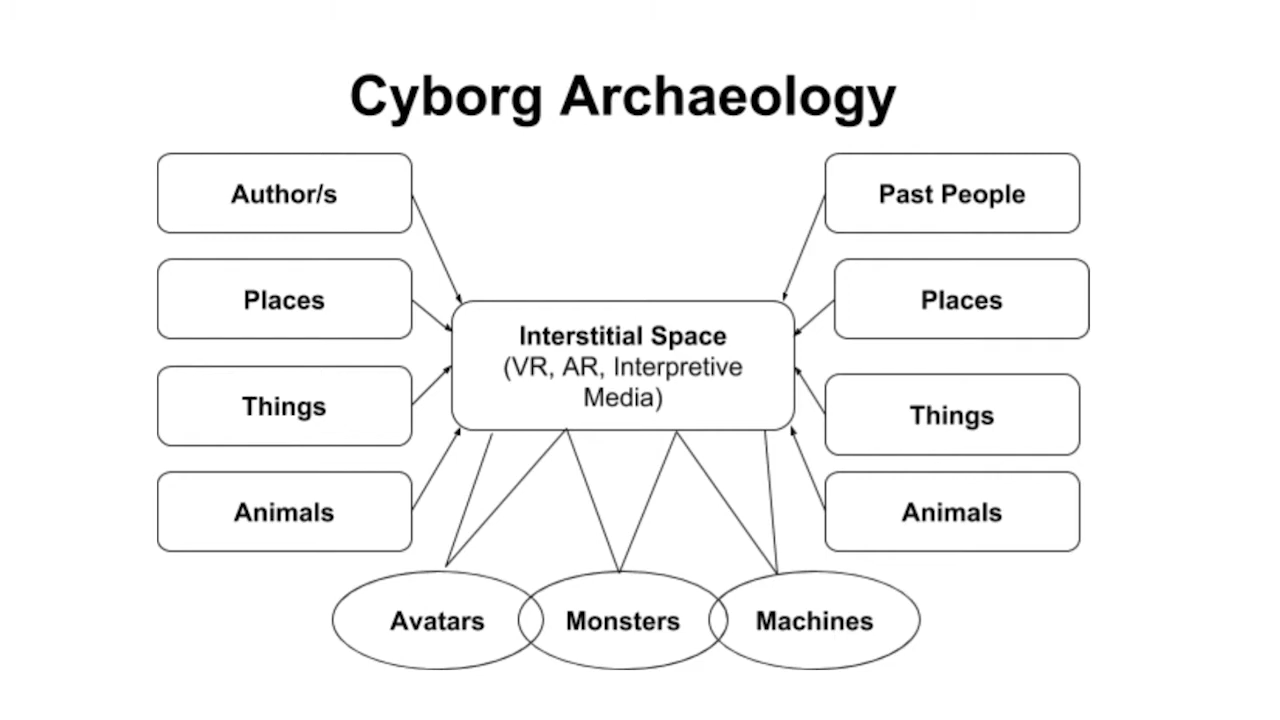 Cyborg Archaeology
Author/s
Past People
Places
Places
Interstitial Space
(VR, AR, Interpretive
Media)
Things
Things
Animals
Animals
Avatars
Monsters
Machines